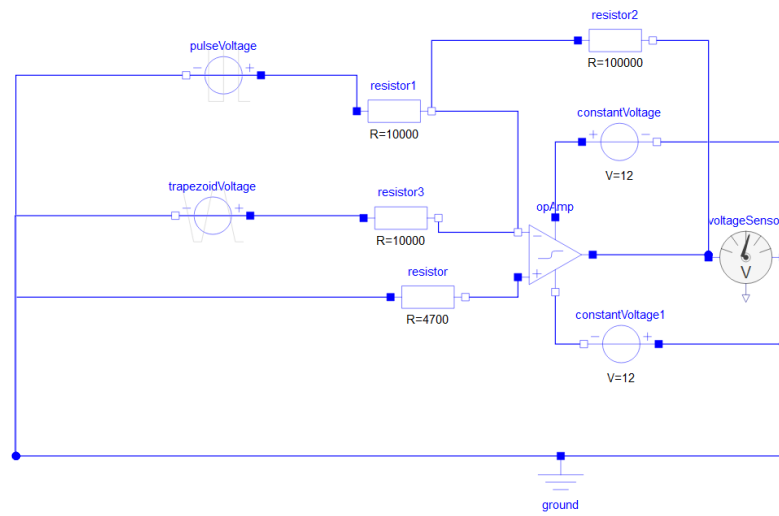 resistor2
R=100000
pulseVoltage
− +
resistor1
R=10000
constantVoltage
+ −
V=12
trapezoidVoltage
− +
resistor3
R=10000
opAmp
−
+
voltageSenso
V
resistor
R=4700
constantVoltage1
− +
V=12
ground